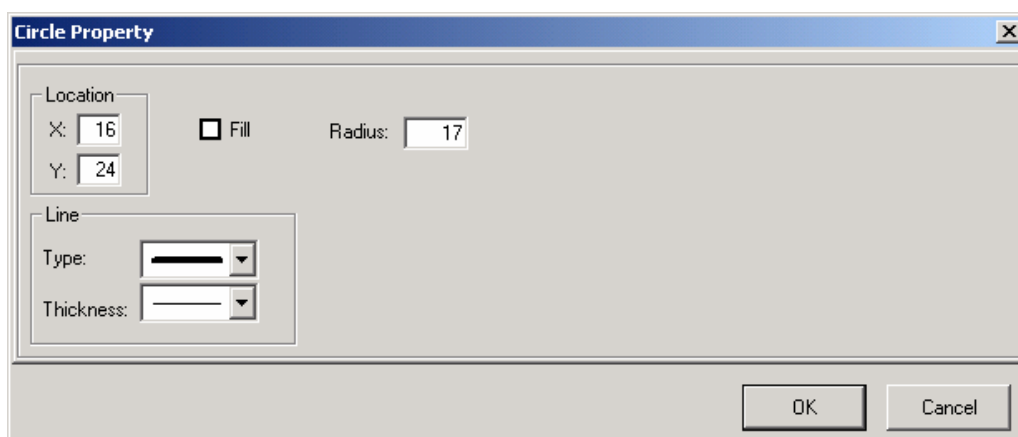 Circle Property
Location
X: 16
Fill
Radius: 17
Y: 24
Line
Type:
Thickness:
OK
Cancel